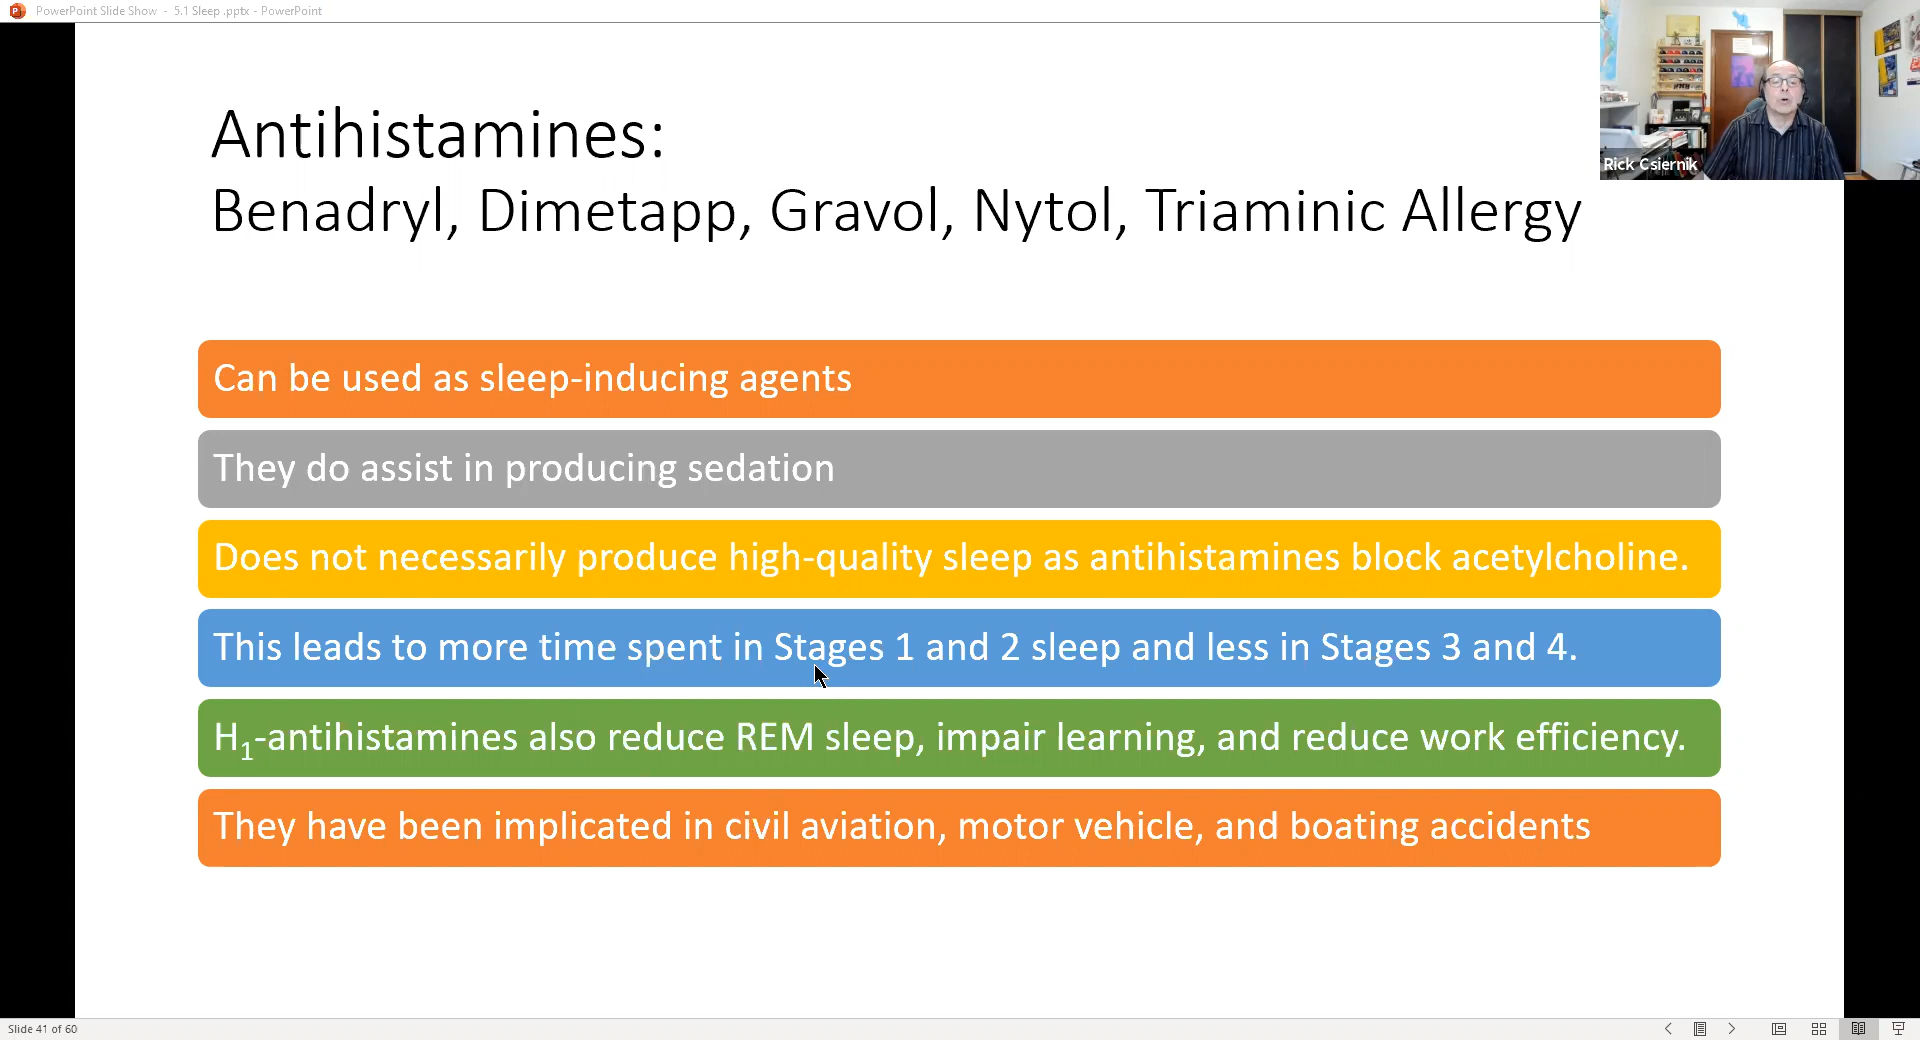 PowerPoint Slide Show - 5.1 Sleep .pptx - PowerPoint
Rick Csiernik
Antihistamines:
Benadryl, Dimetapp, Gravol, Nytol, Triaminic Allergy
Can be used as sleep-inducing agents
They do assist in producing sedation
Does not necessarily produce high-quality sleep as antihistamines block acetylcholine.
This leads to more time spent in Stages 1 and 2 sleep and less in Stages 3 and 4.
H₁-antihistamines also reduce REM sleep, impair learning, and reduce work efficiency.
They have been implicated in civil aviation, motor vehicle, and boating accidents
Slide 41 of 60